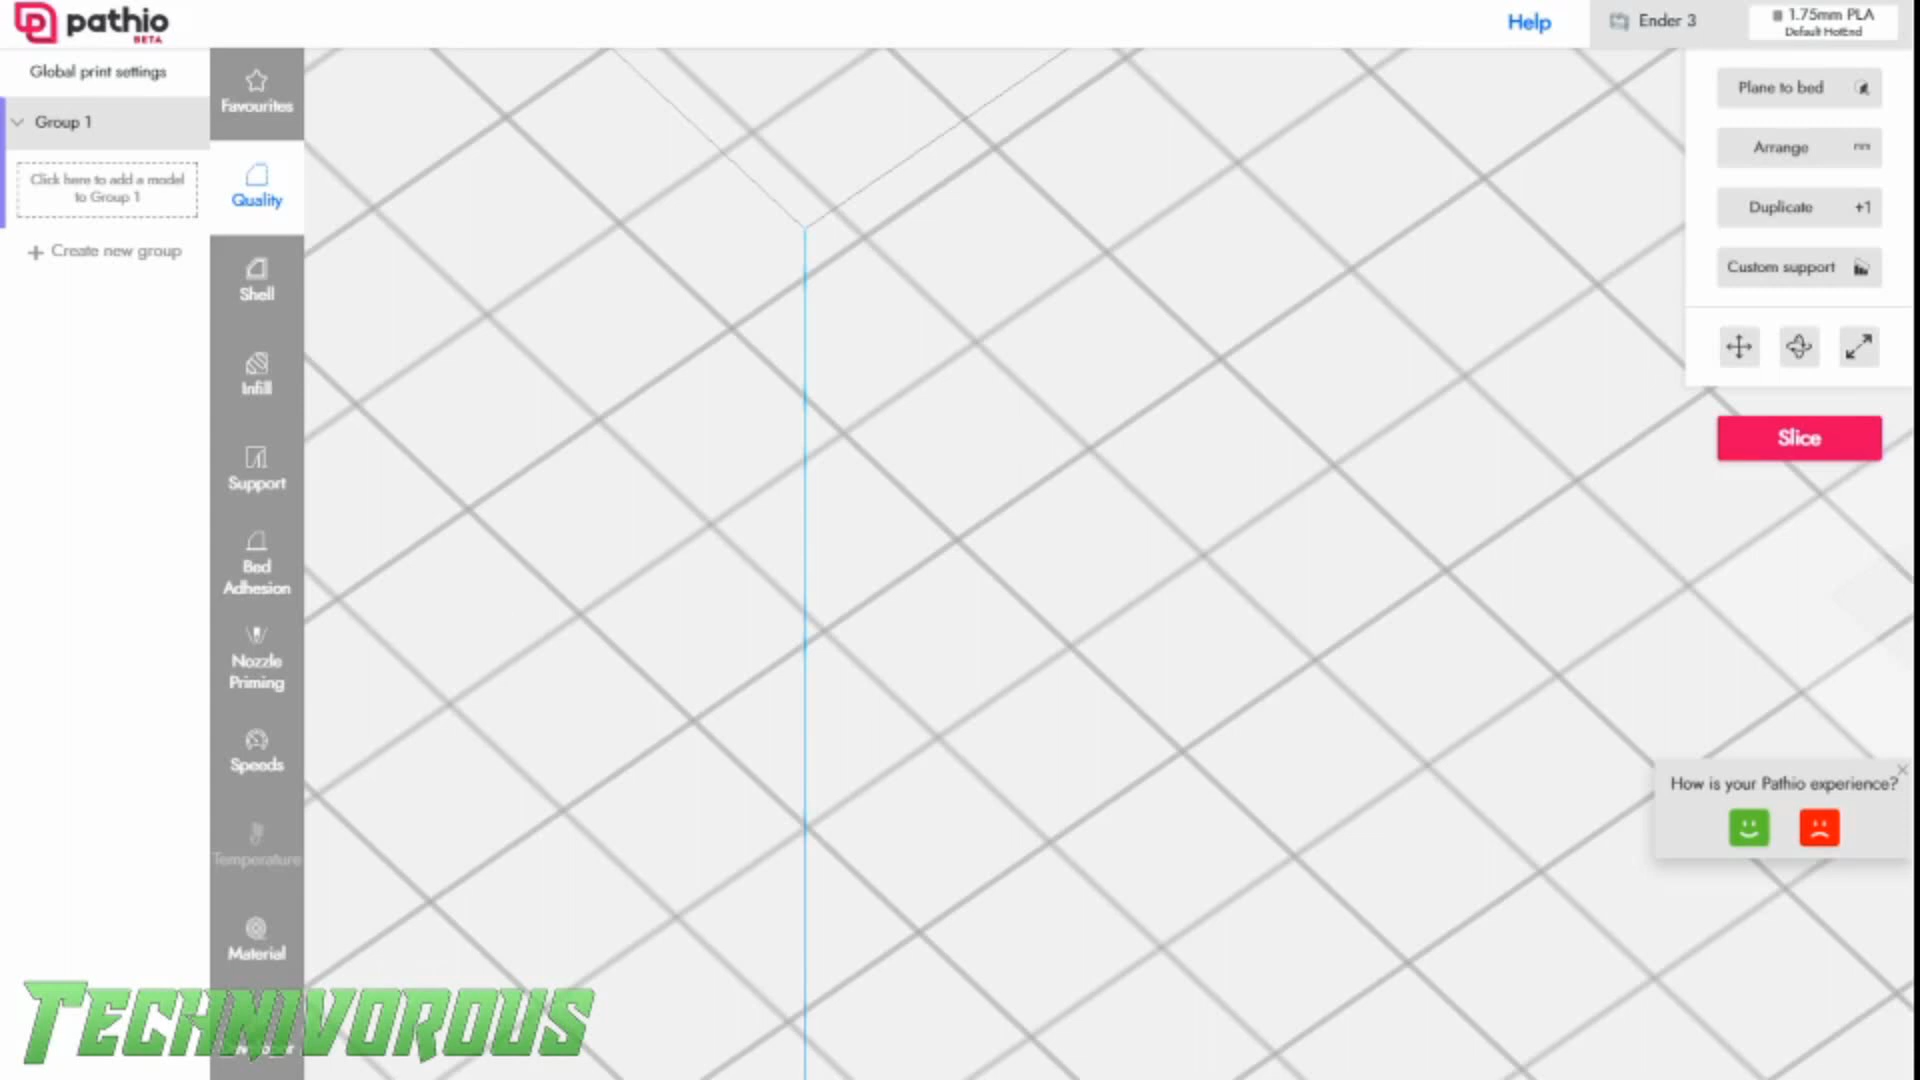 pathio
BETA
Help
Ender 3
1.75mm PLA
Default HotEnd
Global print settings
Group 1
Click here to add a model
to Group 1
Create new group
Favourites
Quality
Shell
Infill
Support
Bed
Adhesion
Nozzle
Priming
Speeds
Temperature
Material
Plane to bed
Arrange
Duplicate +1
Custom support
Slice
How is your Pathio experience?
TECHNIVOROUS